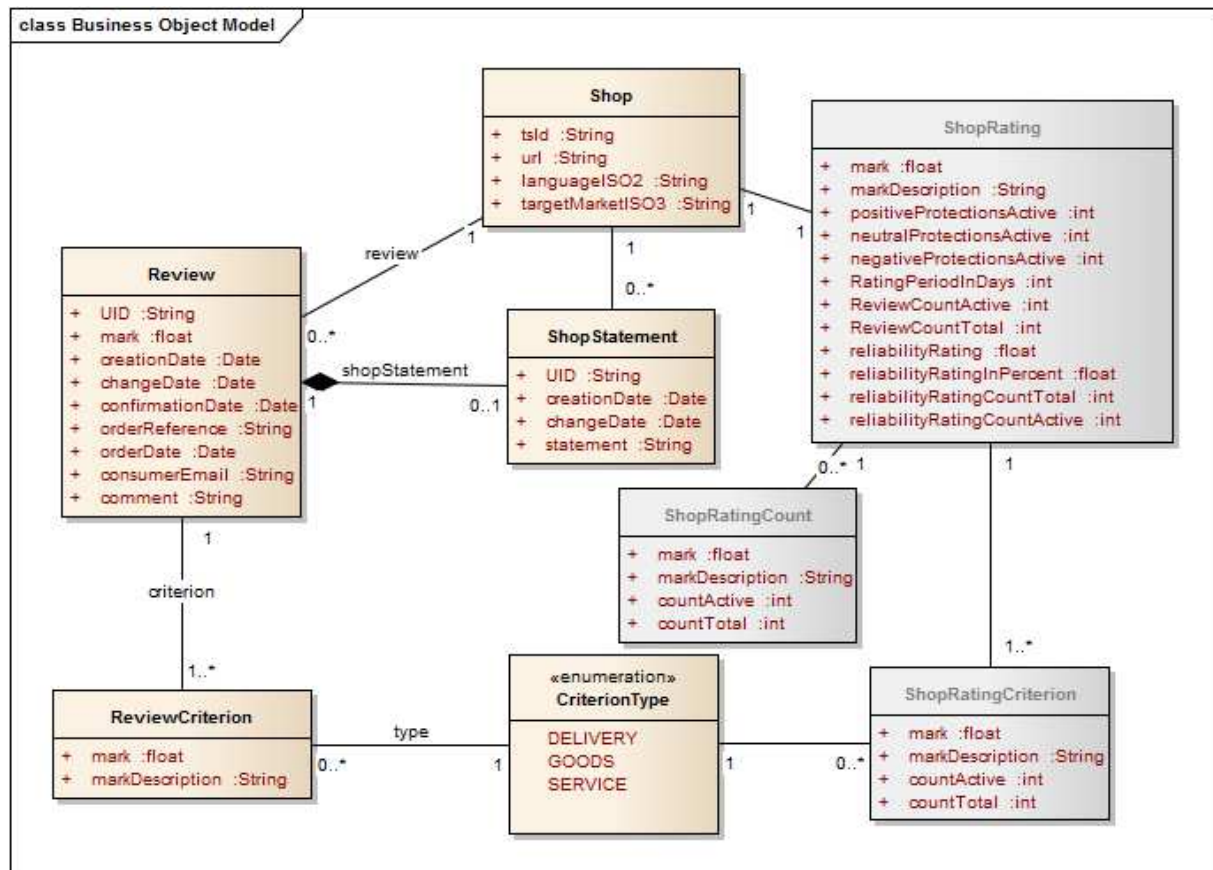 class Business Object Model
Shop
+ tsId :String
+ url :String
+ languageISO2 :String
+ targetMarketISO3 :String
ShopRating
+ mark :float
+ markDescription :String
+ positiveProtectionsActive :int
+ neutralProtectionsActive :int
+ negativeProtectionsActive :int
+ RatingPeriodInDays :int
+ ReviewCountActive :int
+ ReviewCountTotal :int
+ reliabilityRating :float
+ reliabilityRatingInPercent :float
+ reliabilityRatingCountTotal :int
+ reliabilityRatingCountActive :int
1
1
review
1
0..*
1
0..*
Review
+ UID :String
+ mark :float
+ creationDate :Date
+ changeDate :Date
+ confirmationDate :Date
+ orderReference :String
+ orderDate :Date
+ consumerEmail :String
+ comment :String
shopStatement
1
0..1
ShopStatement
+ UID :String
+ creationDate :Date
+ changeDate :Date
+ statement :String
0..*
1
1
ShopRatingCount
+ mark :float
+ markDescription :String
+ countActive :int
+ countTotal :int
1
criterion
1..*
1..*
ReviewCriterion
+ mark :float
+ markDescription :String
type
0..*
1
«enumeration»
CriterionType
DELIVERY
GOODS
SERVICE
1
0..*
ShopRatingCriterion
+ mark :float
+ markDescription :String
+ countActive :int
+ countTotal :int